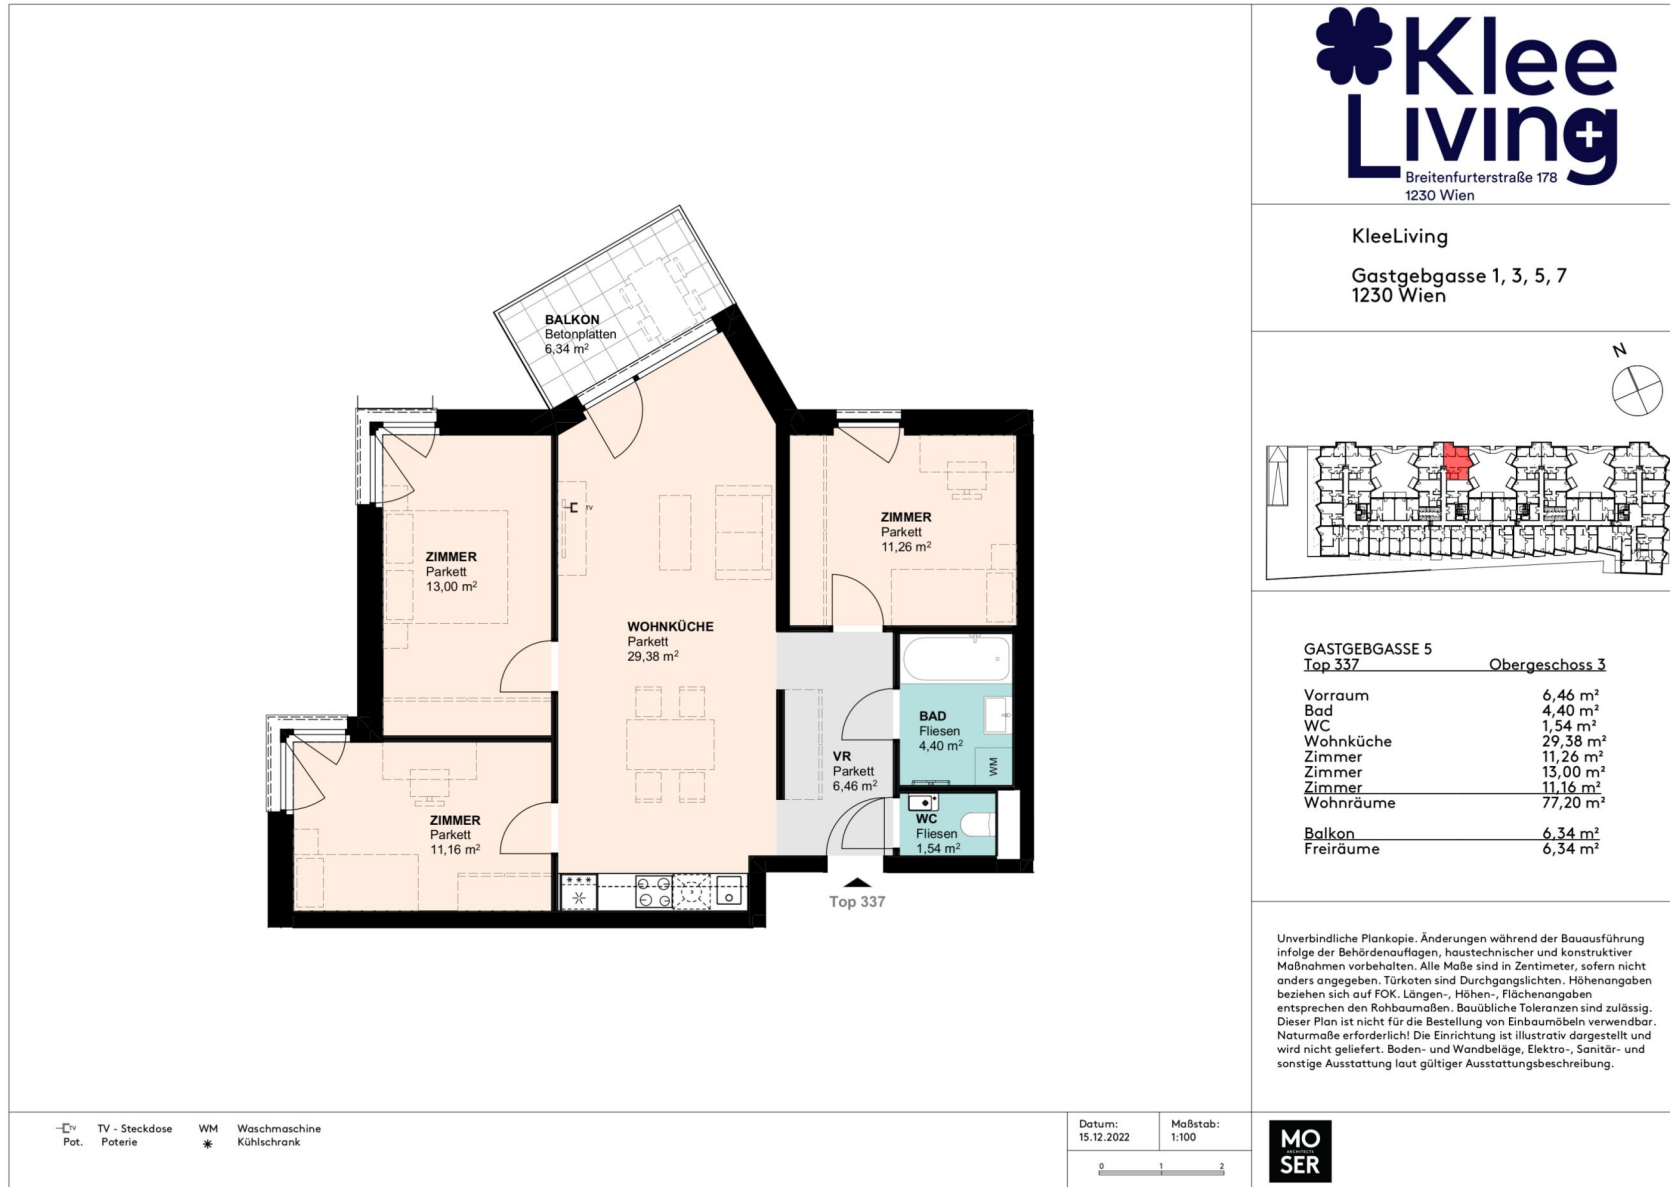 Klee
Living
Breitenfurterstraße 178
1230 Wien
KleeLiving
Gastgebgasse 1, 3, 5, 7
1230 Wien
N
BALKON
Betonplatten
6,34 m²
TV
ZIMMER
Parkett
11,26 m²
ZIMMER
Parkett
13,00 m²
WOHNKÜCHE
Parkett
29,38 m²
BAD
Fliesen
4,40 m²
WM
VR
Parkett
6,46 m²
ZIMMER
Parkett
11,16 m²
WC
Fliesen
1,54 m²
Top 337
GASTGEBGASSE 5
Top 337 Obergeschoss 3
Vorraum 6,46 m²
Bad 4,40 m²
WC 1,54 m²
Wohnküche 29,38 m²
Zimmer 11,26 m²
Zimmer 13,00 m²
Zimmer 11,16 m²
Wohnräume 77,20 m²
Balkon 6,34 m²
Freiräume 6,34 m²
Unverbindliche Plankopie. Änderungen während der Bauausführung
infolge der Behördenauflagen, haustechnischer und konstruktiver
Maßnahmen vorbehalten. Alle Maße sind in Zentimeter, sofern nicht
anders angegeben. Türkoten sind Durchgangslichten. Höhenangaben
beziehen sich auf FOK. Längen-, Höhen-, Flächenangaben
entsprechen den Rohbaumaßen. Bauübliche Toleranzen sind zulässig.
Dieser Plan ist nicht für die Bestellung von Einbaumöbeln verwendbar.
Naturmaße erforderlich! Die Einrichtung ist illustrativ dargestellt und
wird nicht geliefert. Boden- und Wandbeläge, Elektro-, Sanitär- und
sonstige Ausstattung laut gültiger Ausstattungsbeschreibung.
TV TV - Steckdose WM Waschmaschine
Pot. Poterie Kühlschrank
Datum: Maßstab:
15.12.2022 1:100
0 1 2
MO
ARCHITECTS
SER